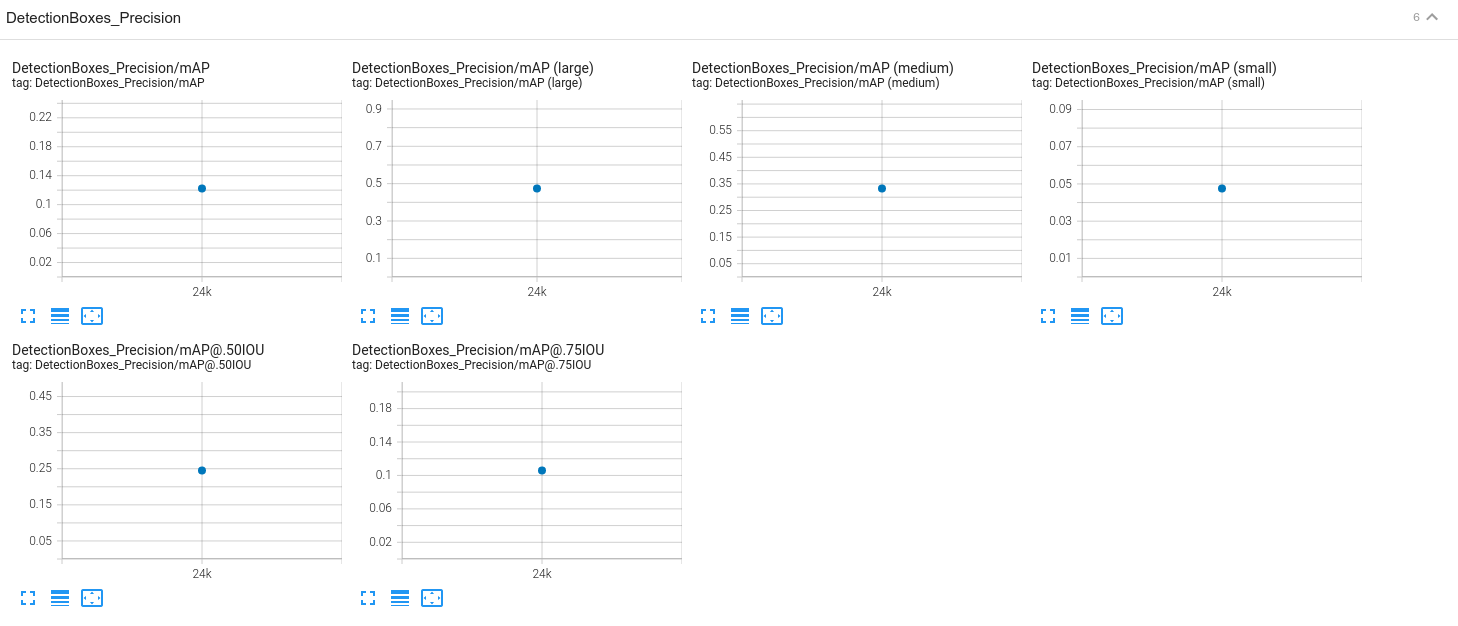 DetectionBoxes_Precision
6
DetectionBoxes_Precision/mAP
tag: DetectionBoxes_Precision/mAP
0.22
0.18
0.14
0.1
0.06
0.02
24k
DetectionBoxes_Precision/mAP (large)
tag: DetectionBoxes_Precision/mAP (large)
0.9
0.7
0.5
0.3
0.1
24k
DetectionBoxes_Precision/mAP (medium)
tag: DetectionBoxes_Precision/mAP (medium)
0.55
0.45
0.35
0.25
0.15
0.05
24k
DetectionBoxes_Precision/mAP (small)
tag: DetectionBoxes_Precision/mAP (small)
0.09
0.07
0.05
0.03
0.01
24k
DetectionBoxes_Precision/mAP@.50IOU
tag: DetectionBoxes_Precision/mAP@.50IOU
0.45
0.35
0.25
0.15
0.05
24k
DetectionBoxes_Precision/mAP@.75IOU
tag: DetectionBoxes_Precision/mAP@.75IOU
0.18
0.14
0.1
0.06
0.02
24k